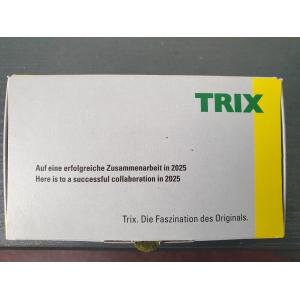 TRIX
Auf eine erfolgreiche Zusammenarbeit in 2025
Here is to a successful collaboration in 2025
Trix. Die Faszination des Originals.